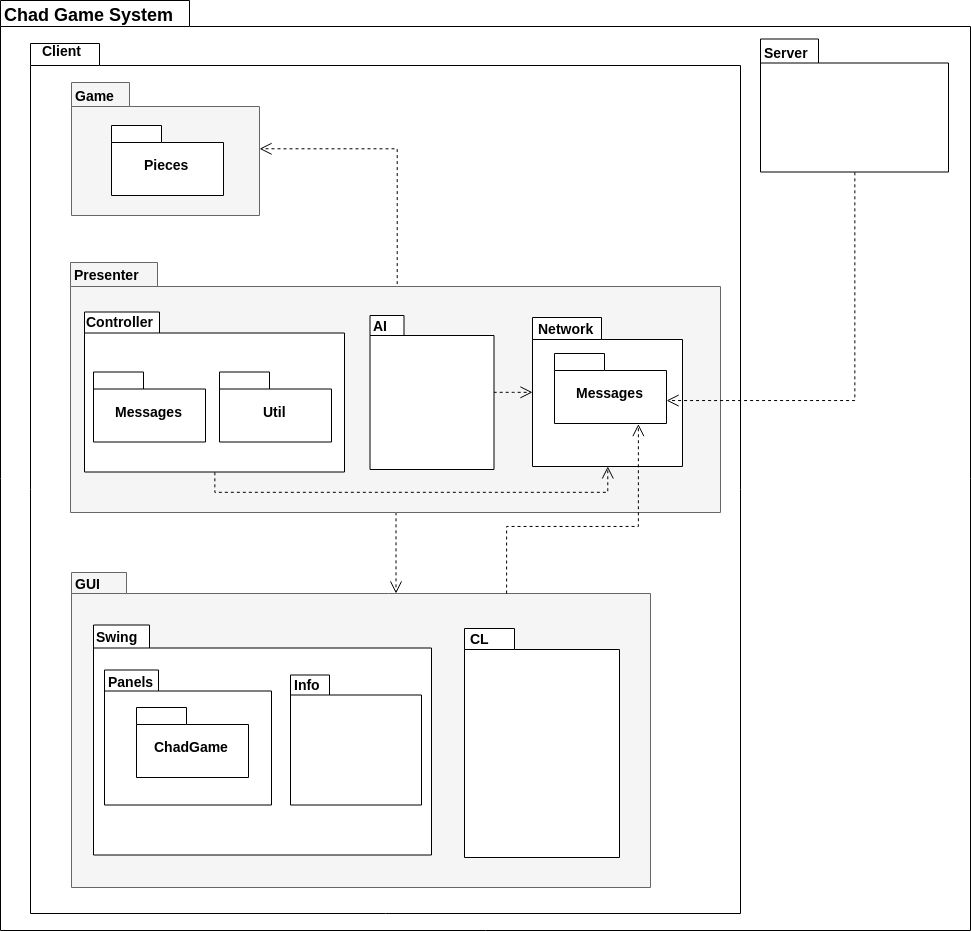 Chad Game System
Client
Server
Game
Pieces
Presenter
Controller
AI
Network
Messages
Util
Messages
GUI
Swing
CL
Panels
Info
ChadGame